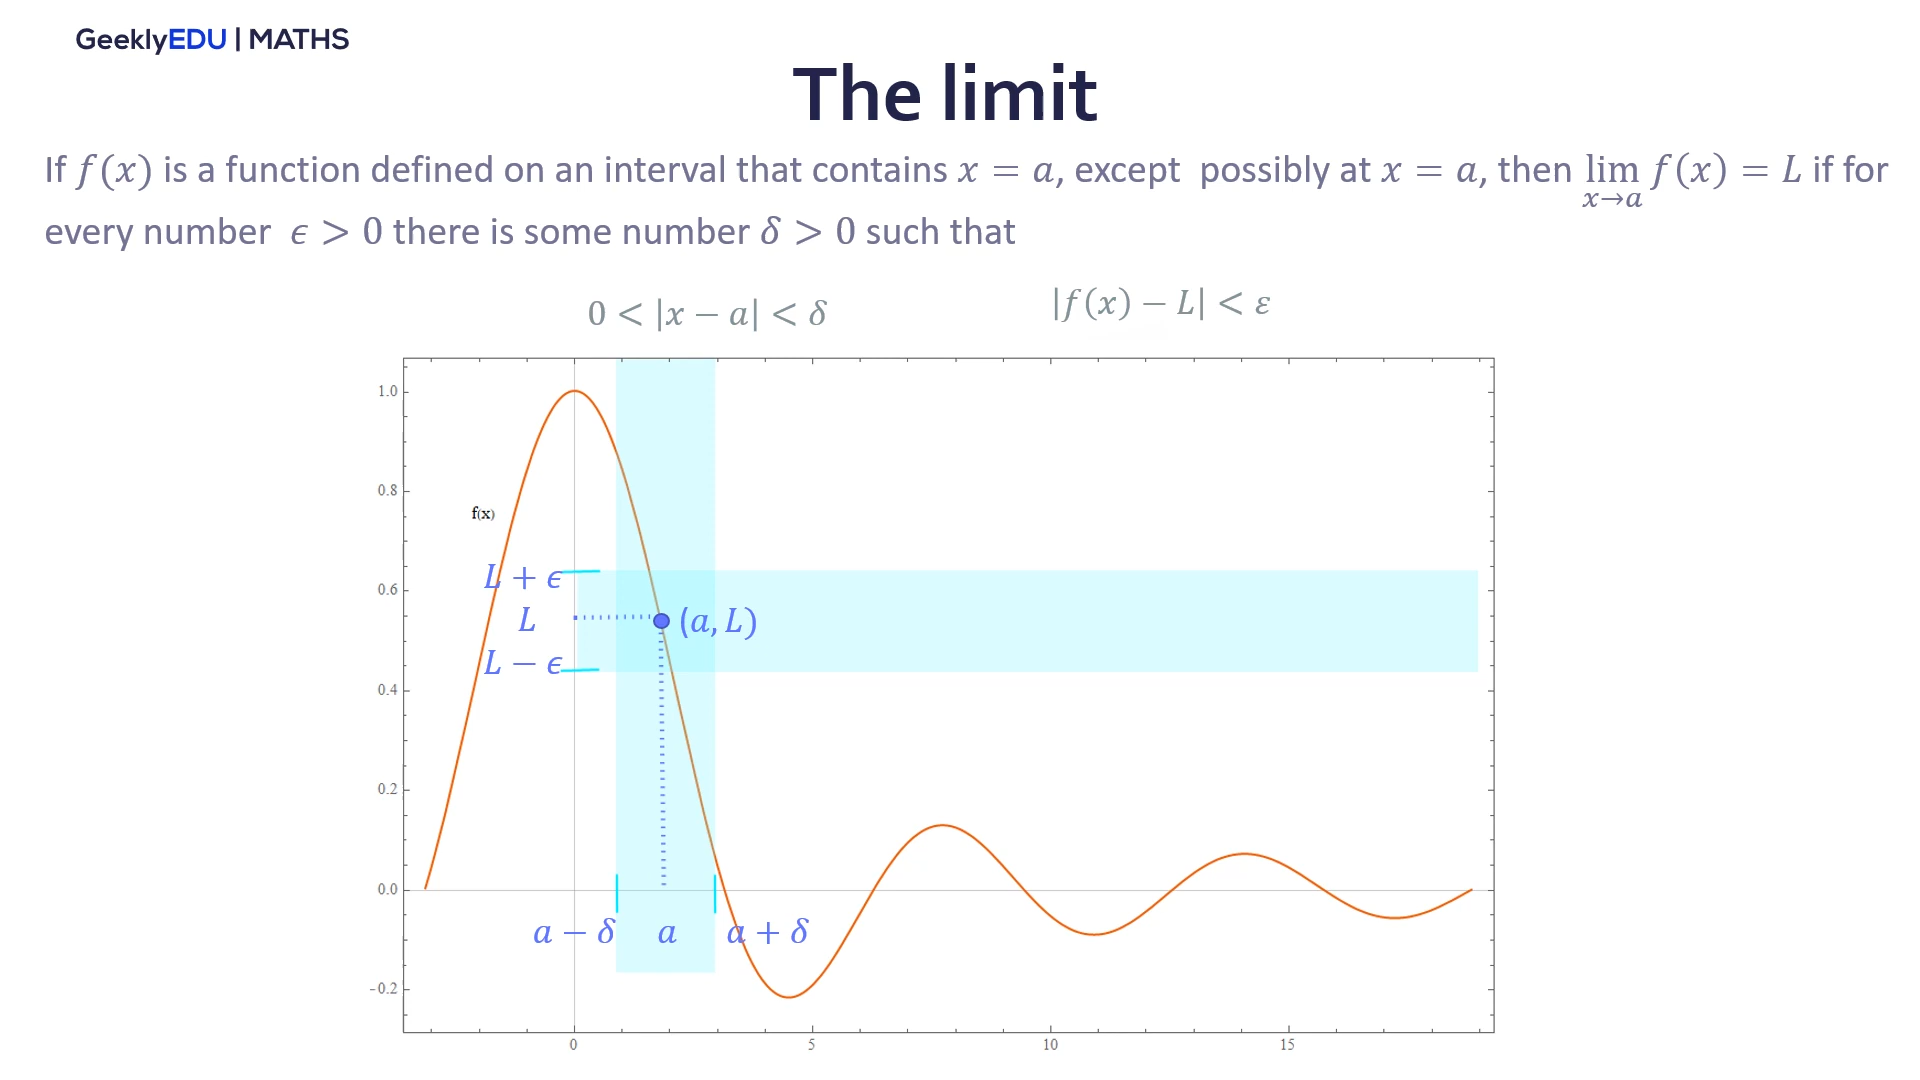 GeeklyEDU | MATHS
The limit
If f(x) is a function defined on an interval that contains x = a, except possibly at x = a, then lim x→a f(x) = L if for
every number ϵ > 0 there is some number δ > 0 such that
0 < |x − a| < δ
|f(x) − L| < ε
1.0
0.8
f(x)
0.6
L + ϵ
L
(a, L)
L − ϵ
0.4
0.2
0.0
a − δ
a
a + δ
-0.2
0
5
10
15